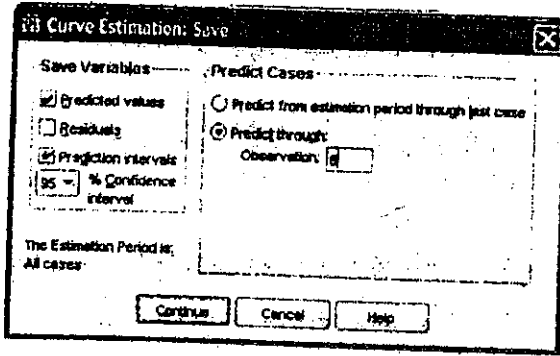 Curve Estimation: Save
Save Variables
Predicted values
Residuals
Prediction intervals
95 % Confidence interval
The Estimation Period is:
All cases
Predict Cases
Predict from estimation period through last case
Predict through:
Observation:
Continue
Cancel
Help